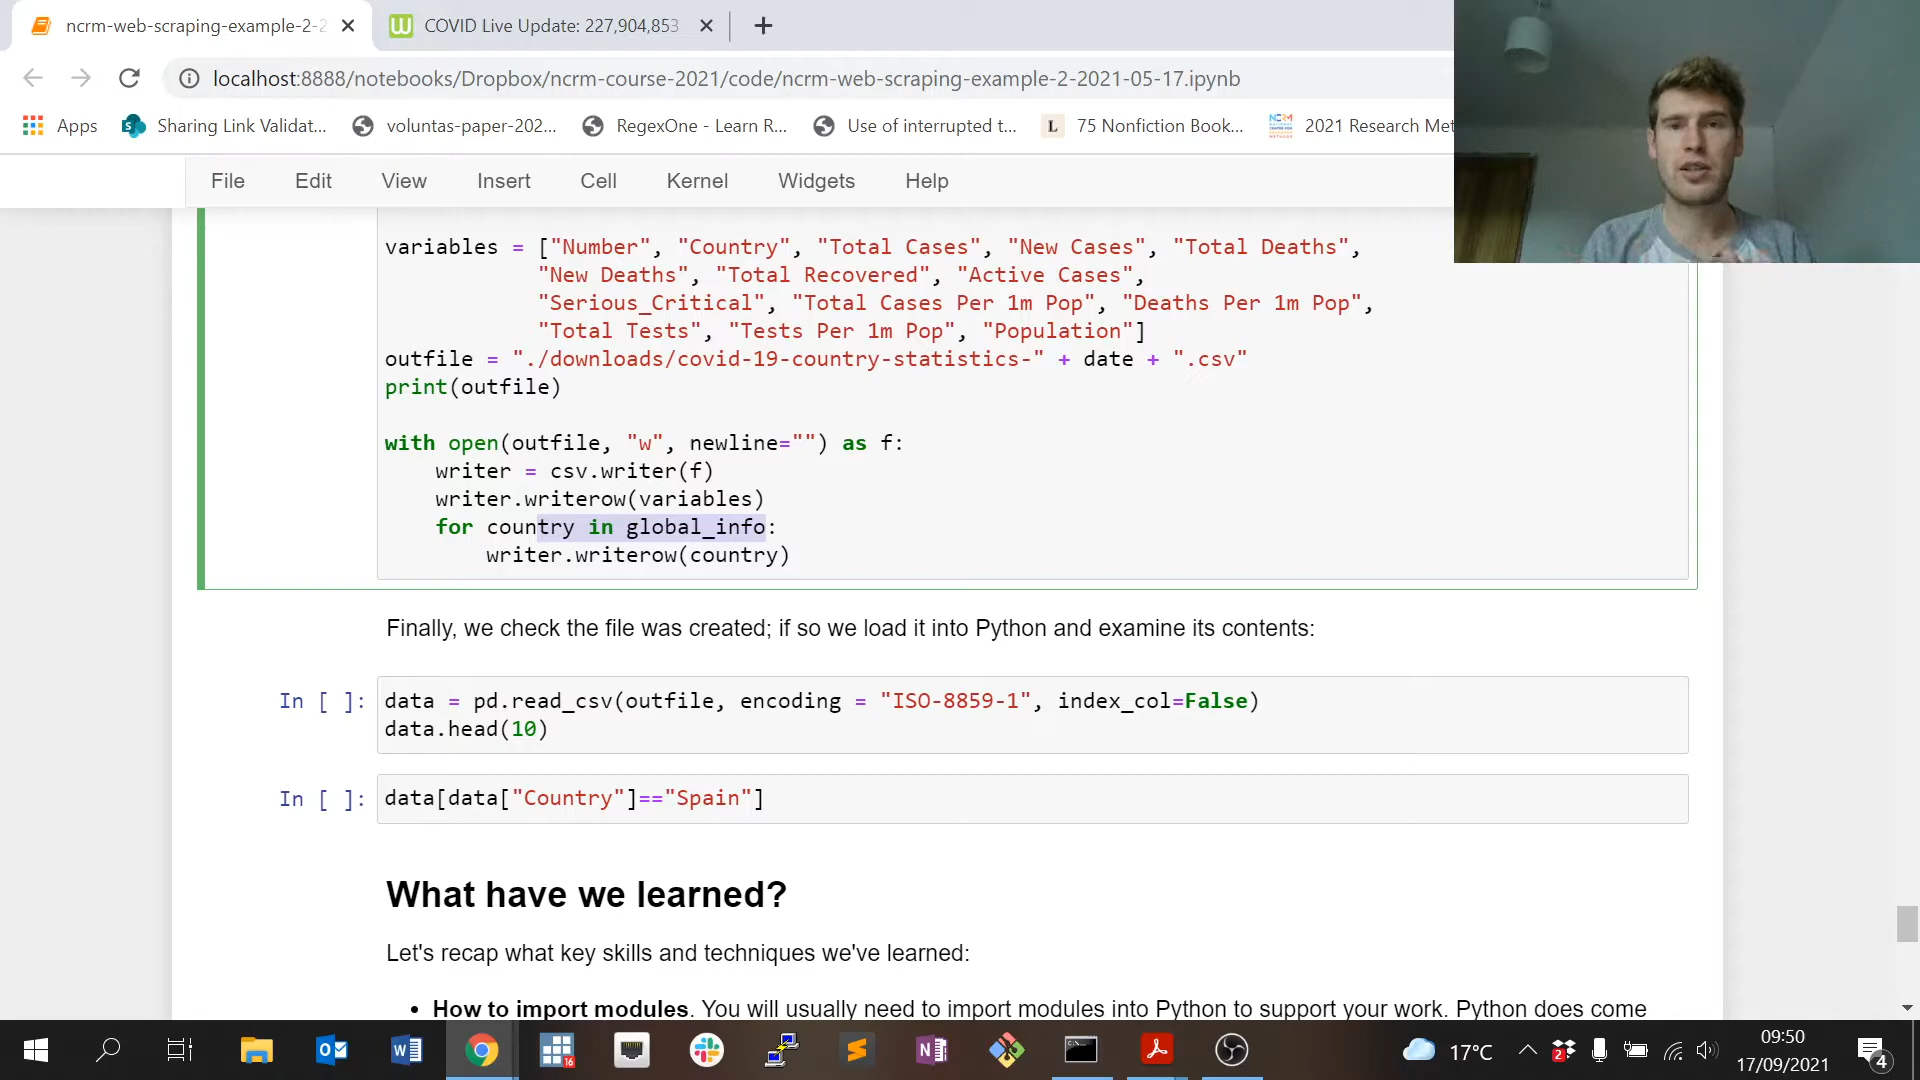 ncrm-web-scraping-example-2-2
COVID Live Update: 227,904,853
localhost:8888/notebooks/Dropbox/ncrm-course-2021/code/ncrm-web-scraping-example-2-2021-05-17.ipynb
Apps
Sharing Link Validat...
voluntas-paper-202...
RegexOne - Learn R...
Use of interrupted t...
L
75 Nonfiction Book...
NCRM
2021 Research Met
File Edit View Insert Cell Kernel Widgets Help
variables = ["Number", "Country", "Total Cases", "New Cases", "Total Deaths",
"New Deaths", "Total Recovered", "Active Cases",
"Serious_Critical", "Total Cases Per 1m Pop", "Deaths Per 1m Pop",
"Total Tests", "Tests Per 1m Pop", "Population"]
outfile = "./downloads/covid-19-country-statistics-" + date + ".csv"
print(outfile)
with open(outfile, "w", newline="") as f:
writer = csv.writer(f)
writer.writerow(variables)
for country in global_info:
writer.writerow(country)
Finally, we check the file was created; if so we load it into Python and examine its contents:
In [ ]: data = pd.read_csv(outfile, encoding = "ISO-8859-1", index_col=False)
data.head(10)
In [ ]: data[data["Country"]=="Spain"]
What have we learned?
Let's recap what key skills and techniques we've learned:
• How to import modules. You will usually need to import modules into Python to support your work. Python does come
16
2
17°C
09:50
17/09/2021
4